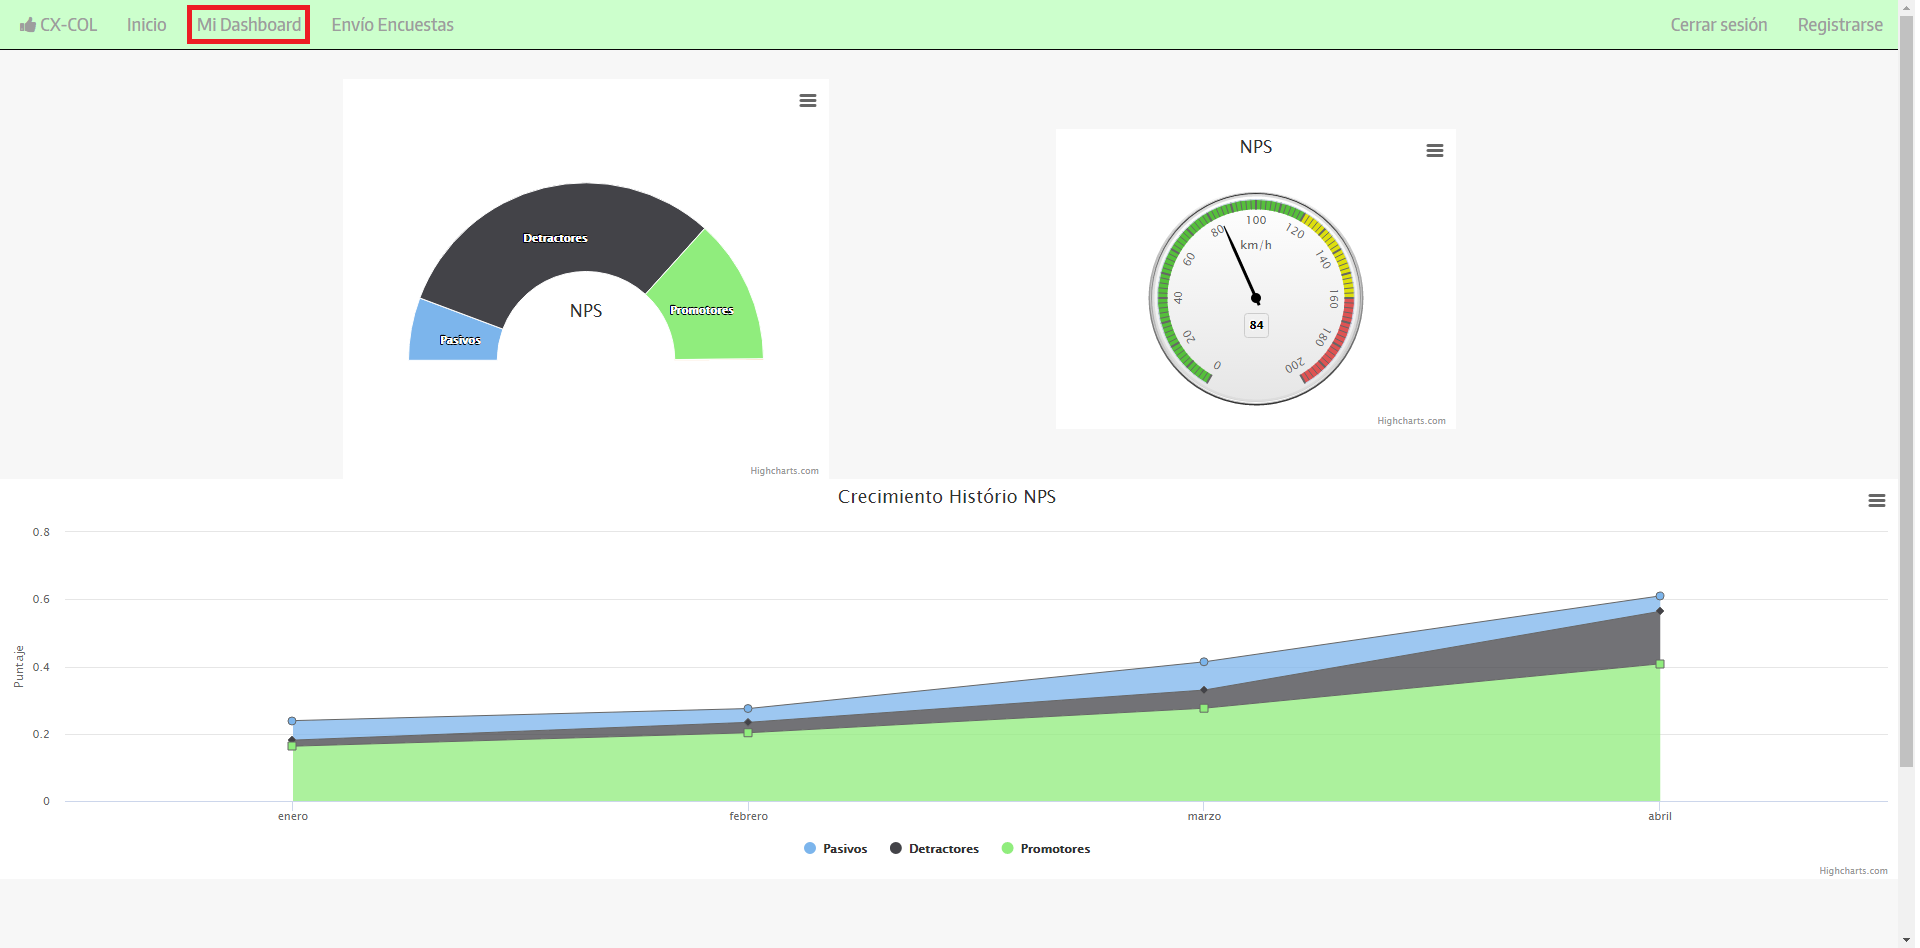 CX-COL Inicio Mi Dashboard Envío Encuestas Cerrar sesión Registrarse
Detractores
Promotores
Pasivos
NPS
Highcharts.com
NPS
0 20 40 60 80 100 120 140 160 180 200
km/h
84
Highcharts.com
Crecimiento Histório NPS
Puntaje
0.8
0.6
0.4
0.2
0
enero febrero marzo abril
Pasivos Detractores Promotores
Highcharts.com